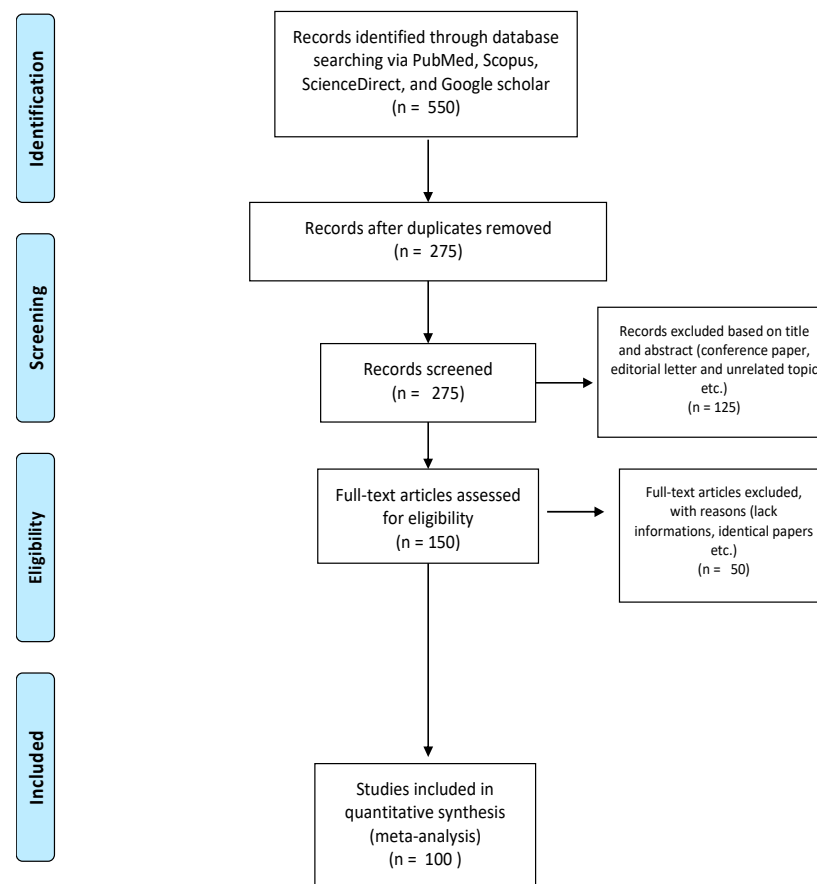 Identification
Records identified through database
searching via PubMed, Scopus,
ScienceDirect, and Google scholar
(n = 550)
Records after duplicates removed
(n = 275)
Screening
Records screened
(n = 275)
Records excluded based on title
and abstract (conference paper,
editorial letter and unrelated topic
etc.)
(n = 125)
Eligibility
Full-text articles assessed
for eligibility
(n = 150)
Full-text articles excluded,
with reasons (lack
informations, identical papers
etc.)
(n = 50)
Included
Studies included in
quantitative synthesis
(meta-analysis)
(n = 100 )